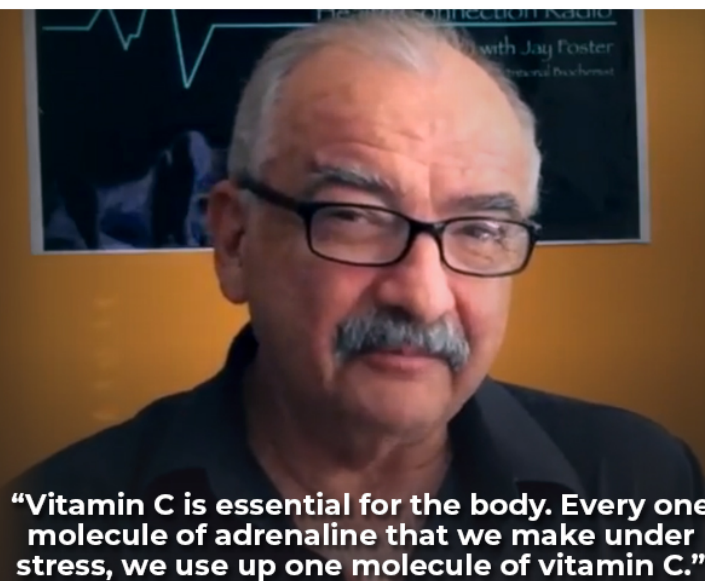 Health Connection Radio
with Jay Foster
Biochemist
“Vitamin C is essential for the body. Every one
molecule of adrenaline that we make under
stress, we use up one molecule of vitamin C.”